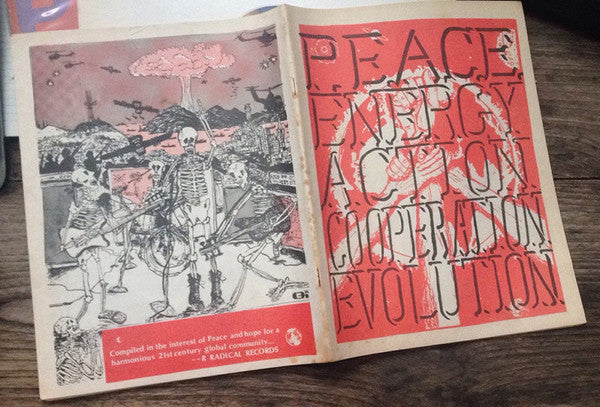 Compiled in the interest of Peace and hope for a
harmonious 21st century global community...
--R RADICAL RECORDS
P.E.A.C.E.
ENERGY
ACTION
COOPERATION
EVOLUTION